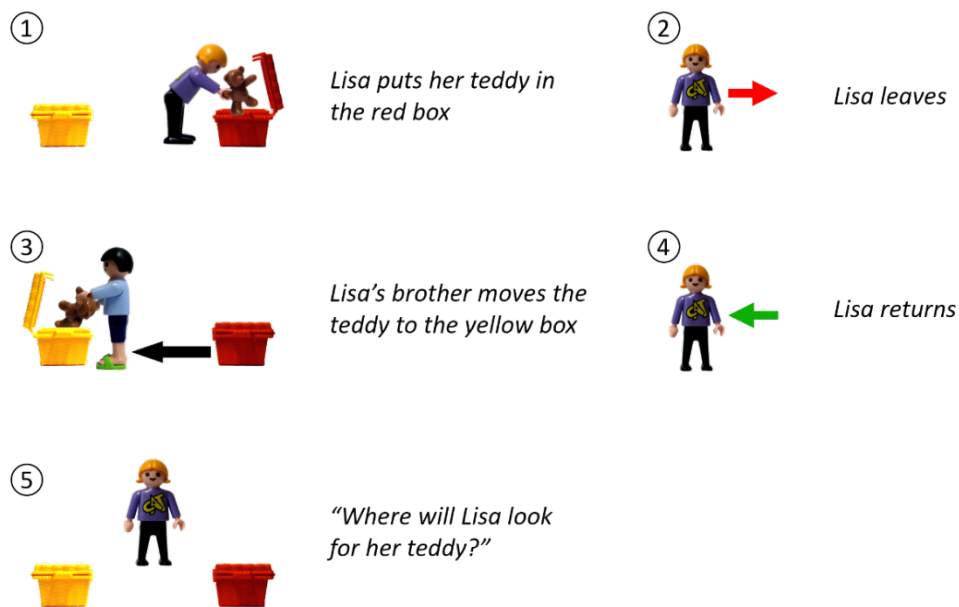 ①
Lisa puts her teddy in
the red box
②
Lisa leaves
③
Lisa’s brother moves the
teddy to the yellow box
④
Lisa returns
⑤
“Where will Lisa look
for her teddy?”